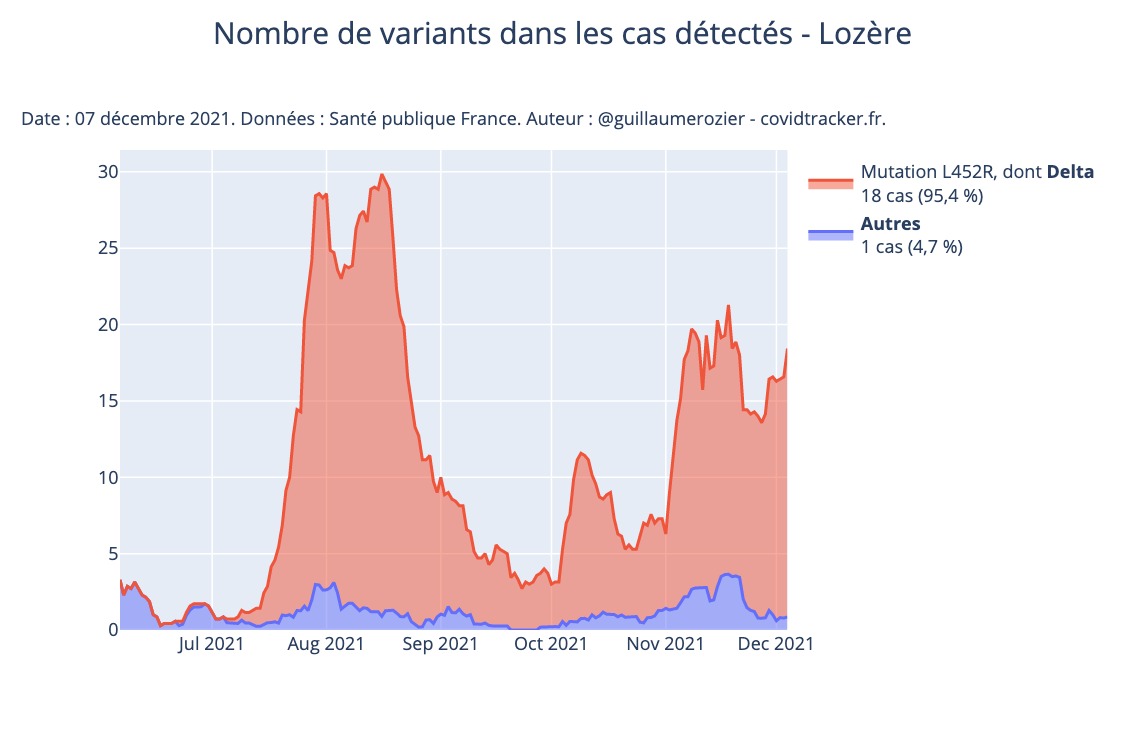 Nombre de variants dans les cas détectés - Lozère
Date : 07 décembre 2021. Données : Santé publique France. Auteur : @guillaumerozier - covidtracker.fr.
30
25
20
15
10
5
0
Jul 2021 Aug 2021 Sep 2021 Oct 2021 Nov 2021 Dec 2021
Mutation L452R, dont Delta
18 cas (95,4 %)
Autres
1 cas (4,7 %)